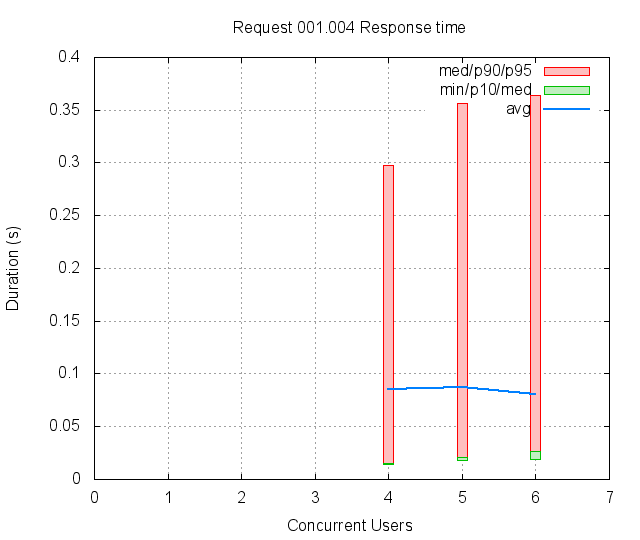 Request 001.004 Response time
med/p90/p95
min/p10/med
avg
0.4
0.35
0.3
0.25
0.2
0.15
0.1
0.05
0
0 1 2 3 4 5 6 7
Duration (s)
Concurrent Users